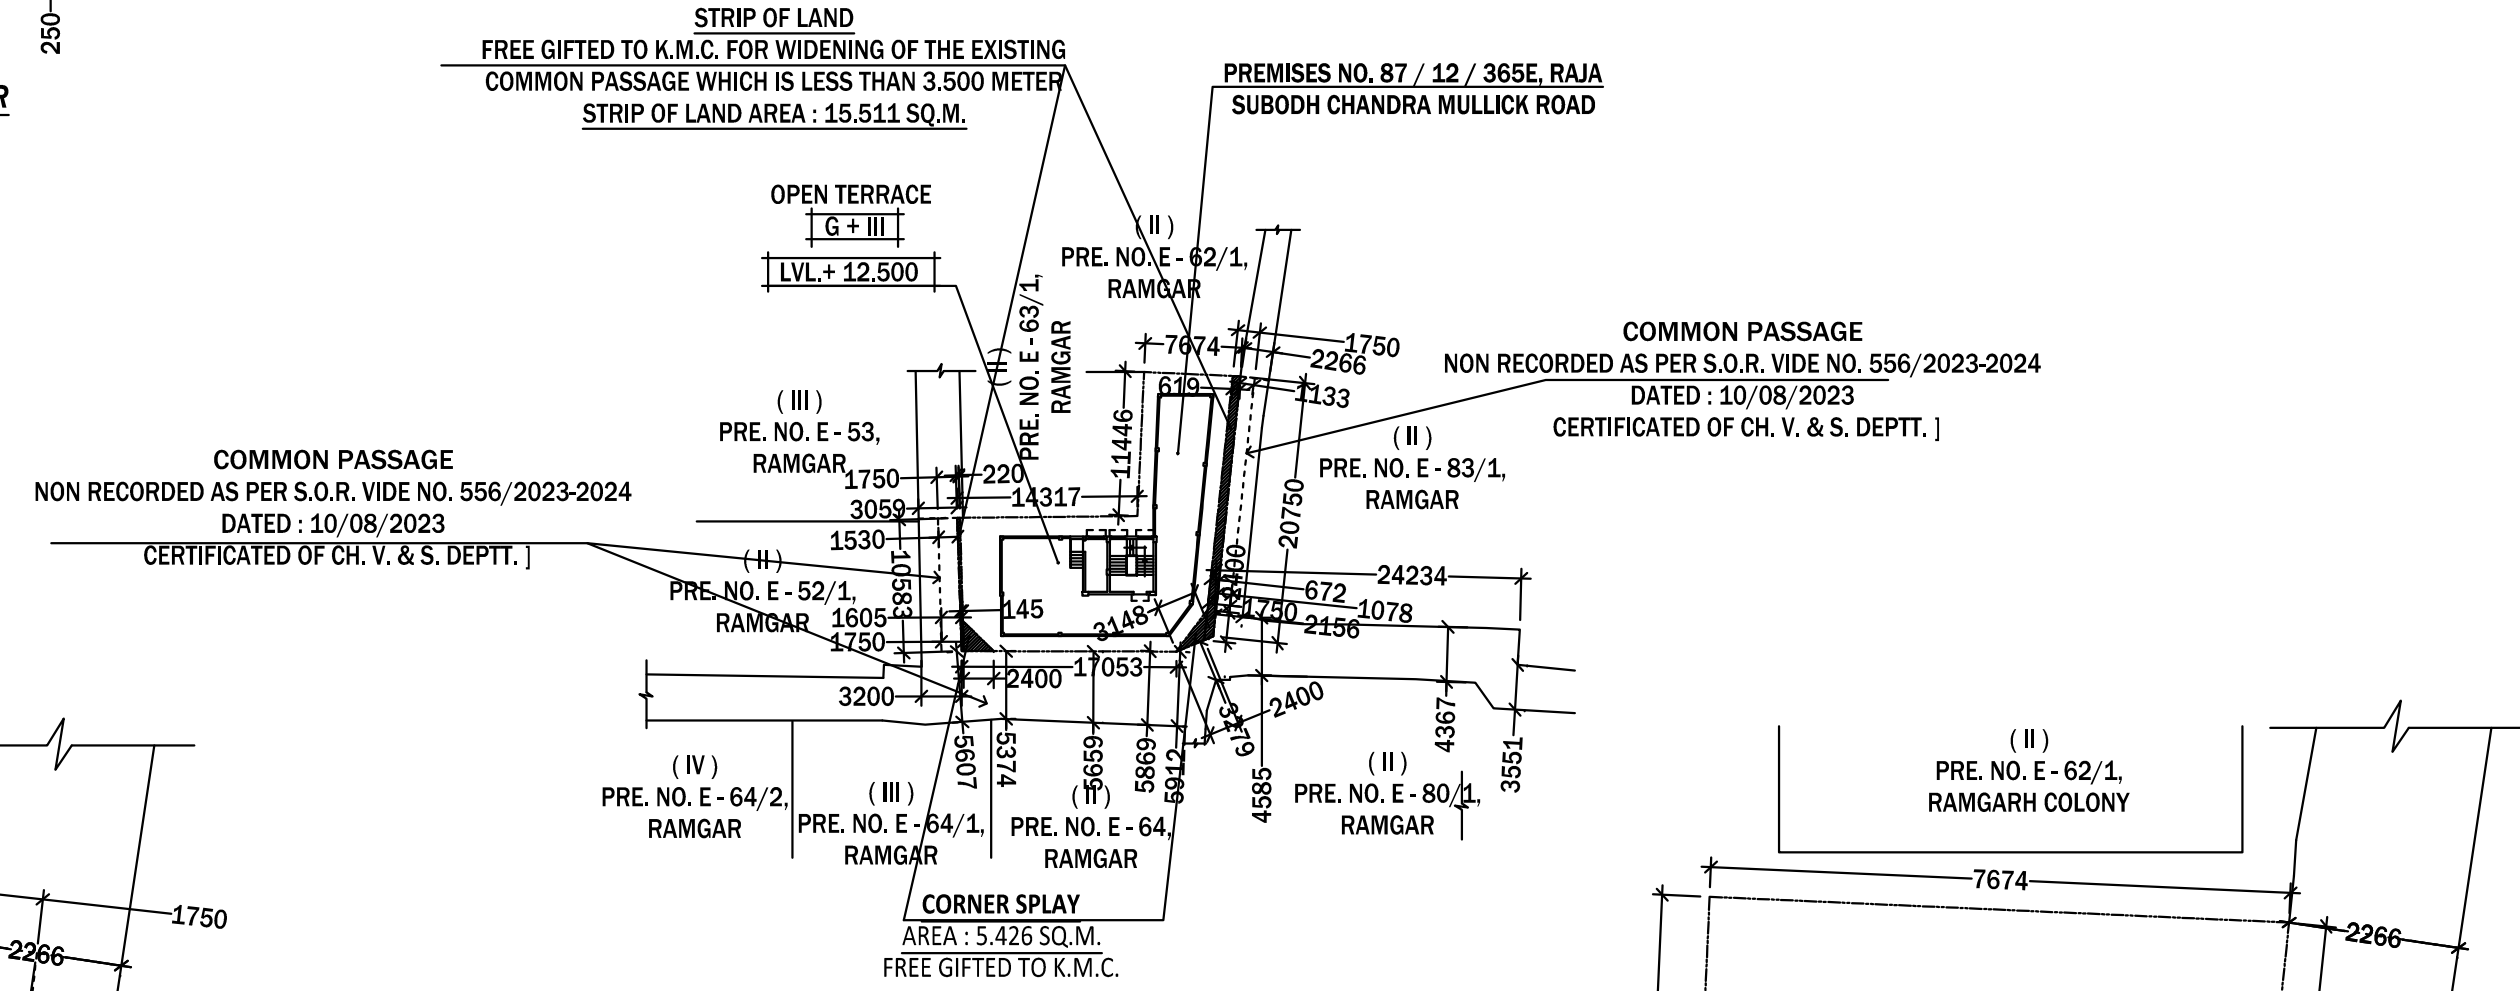 250
R
STRIP OF LAND
FREE GIFTED TO K.M.C. FOR WIDENING OF THE EXISTING
COMMON PASSAGE WHICH IS LESS THAN 3.500 METER
STRIP OF LAND AREA : 15.511 SQ.M.
PREMISES NO. 87 / 12 / 365E, RAJA
SUBODH CHANDRA MULLICK ROAD
OPEN TERRACE
G + III
LVL.+ 12.500
( II )
PRE. NO. E - 62/1,
RAMGAR
( II )
PRE. NO. E - 63/1,
RAMGAR
7674
1750
2266
619
1133
11446
COMMON PASSAGE
NON RECORDED AS PER S.O.R. VIDE NO. 556/2023-2024
DATED : 10/08/2023
CERTIFICATED OF CH. V. & S. DEPTT. ]
( III )
PRE. NO. E - 53,
RAMGAR
( II )
PRE. NO. E - 83/1,
RAMGAR
COMMON PASSAGE
NON RECORDED AS PER S.O.R. VIDE NO. 556/2023-2024
DATED : 10/08/2023
CERTIFICATED OF CH. V. & S. DEPTT. ]
1750
220
14317
3059
1530
10583
20750
( II )
PRE. NO. E - 52/1,
RAMGAR
1605
1750
145
3148
24234
672
1078
1750
2156
17053
2400
3200
2400
3279
5607
5374
5659
5869
5912
4585
4367
3551
( IV )
PRE. NO. E - 64/2,
RAMGAR
( III )
PRE. NO. E - 64/1,
RAMGAR
( II )
PRE. NO. E - 64,
RAMGAR
( II )
PRE. NO. E - 80/1,
RAMGAR
( II )
PRE. NO. E - 62/1,
RAMGARH COLONY
CORNER SPLAY
AREA : 5.426 SQ.M.
FREE GIFTED TO K.M.C.
1750
2266
7674
2266